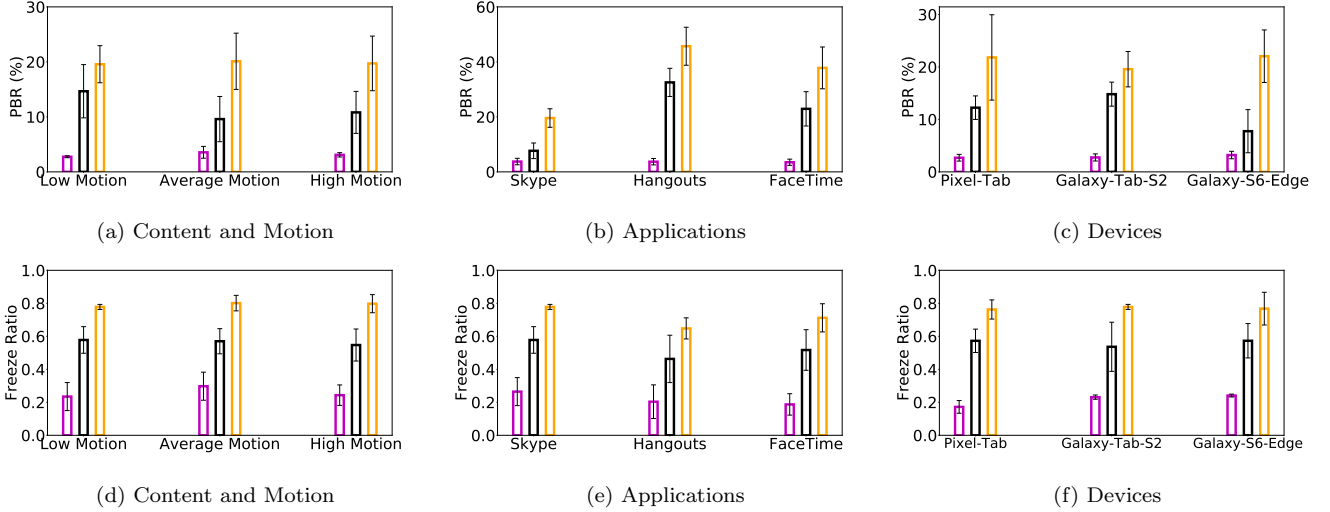 30
20
10
0
PBR (%)
Low Motion Average Motion High Motion
(a) Content and Motion
60
40
20
0
PBR (%)
Skype Hangouts FaceTime
(b) Applications
30
20
10
0
PBR (%)
Pixel-Tab Galaxy-Tab-S2 Galaxy-S6-Edge
(c) Devices
1.0
0.8
0.6
0.4
0.2
0.0
Freeze Ratio
Low Motion Average Motion High Motion
(d) Content and Motion
1.0
0.8
0.6
0.4
0.2
0.0
Freeze Ratio
Skype Hangouts FaceTime
(e) Applications
1.0
0.8
0.6
0.4
0.2
0.0
Freeze Ratio
Pixel-Tab Galaxy-Tab-S2 Galaxy-S6-Edge
(f) Devices